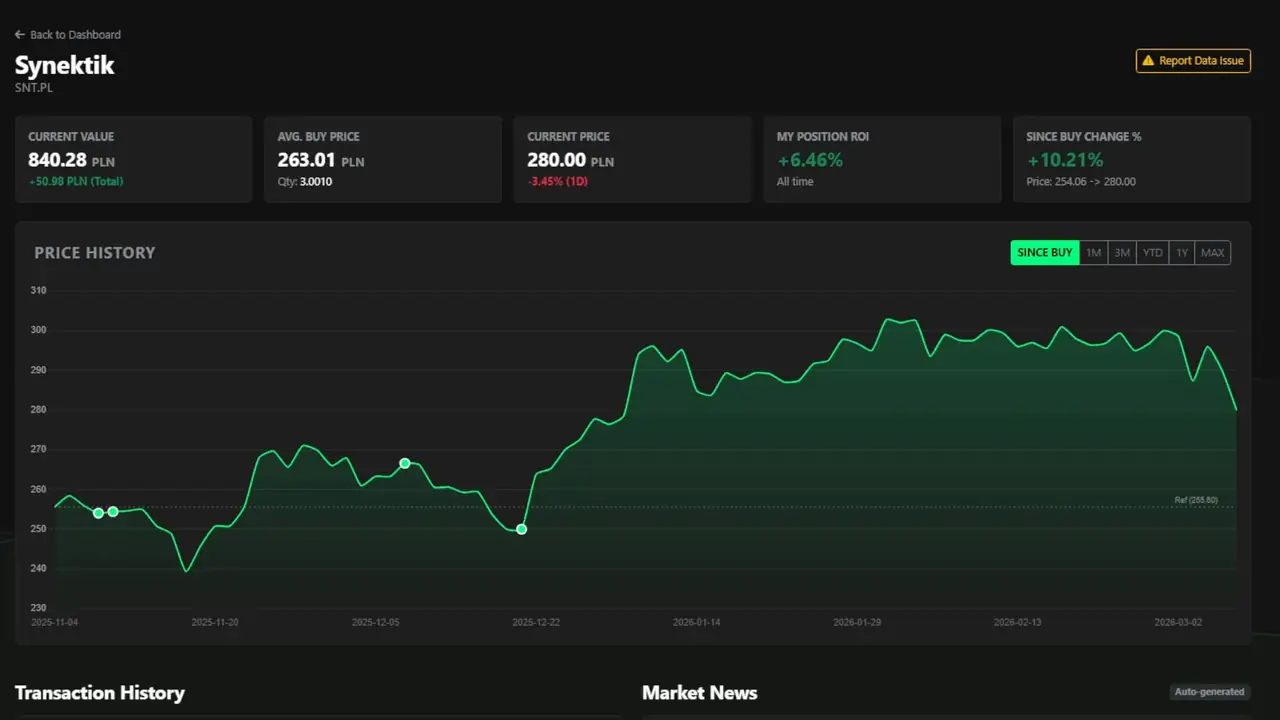 Back to Dashboard
Synektik
SNT.PL
Report Data Issue
CURRENT VALUE
840.28 PLN
+50.98 PLN (Total)
AVG. BUY PRICE
263.01 PLN
Qty: 3.0010
CURRENT PRICE
280.00 PLN
-3.45% (1D)
MY POSITION ROI
+6.46%
All time
SINCE BUY CHANGE %
+10.21%
Price: 254.06 -> 280.00
PRICE HISTORY
SINCE BUY 1M 3M YTD 1Y MAX
310
300
290
280
270
260
250
240
230
Ref (255.60)
2025-11-04 2025-11-20 2025-12-05 2025-12-22 2026-01-14 2026-01-29 2026-02-13 2026-03-02
Transaction History
Market News
Auto-generated